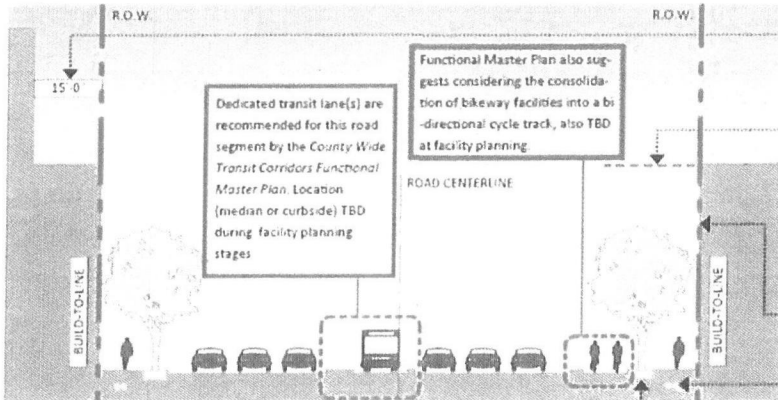 R.O.W.
R.O.W.
15'-0"
Dedicated transit lane(s) are
recommended for this road
segment by the County Wide
Transit Corridors Functional
Master Plan. Location
(median or curbside) TBD
during facility planning
stages
Functional Master Plan also sug-
gests considering the consolida-
tion of bikeway facilities into a bi
-directional cycle track, also TBD
at facility planning.
ROAD CENTERLINE
BUILD-TO-LINE
BUILD-TO-LINE